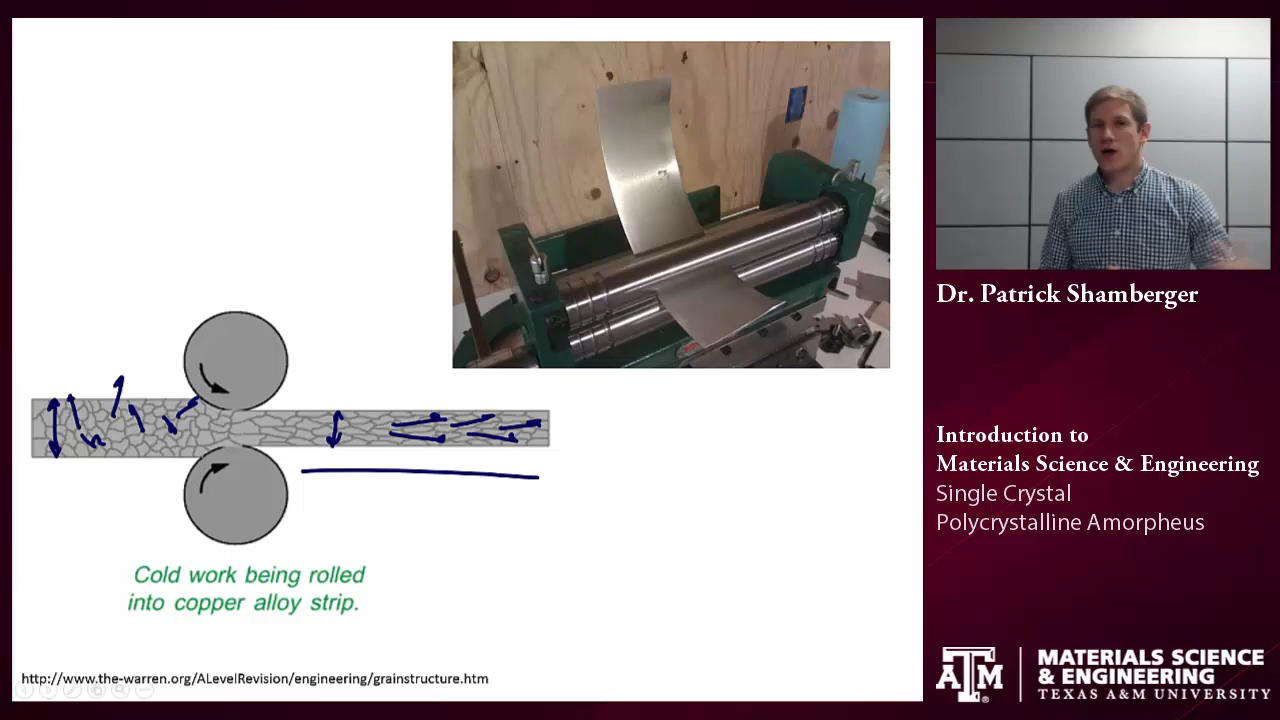 Cold work being rolled
into copper alloy strip.
http://www.the-warren.org/ALevelRevision/engineering/grainstructure.htm
Dr. Patrick Shamberger
Introduction to
Materials Science & Engineering
Single Crystal
Polycrystalline Amorpheus
ATM
MATERIALS SCIENCE
& ENGINEERING
TEXAS A&M UNIVERSITY